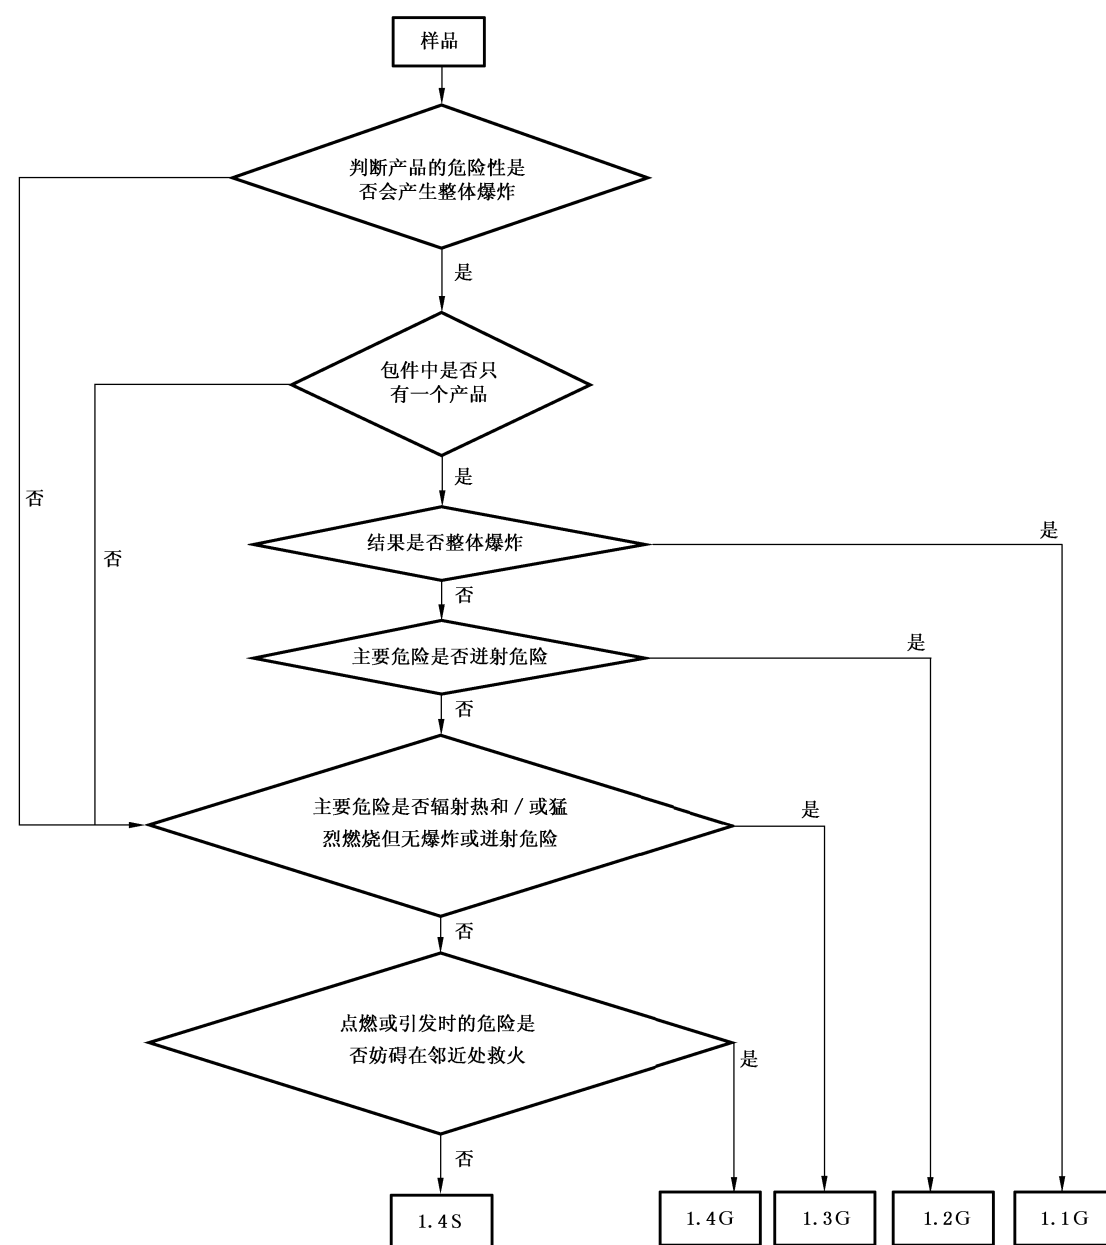 样品
判断产品的危险性是
否会产生整体爆炸
是
包件中是否只
有一个产品
是
否
否
结果是否整体爆炸
是
否
主要危险是否迸射危险
是
否
主要危险是否辐射热和/或猛
烈燃烧但无爆炸或迸射危险
是
否
点燃或引发时的危险是
否妨碍在邻近处救火
是
否
1.4S
1.4G
1.3G
1.2G
1.1G